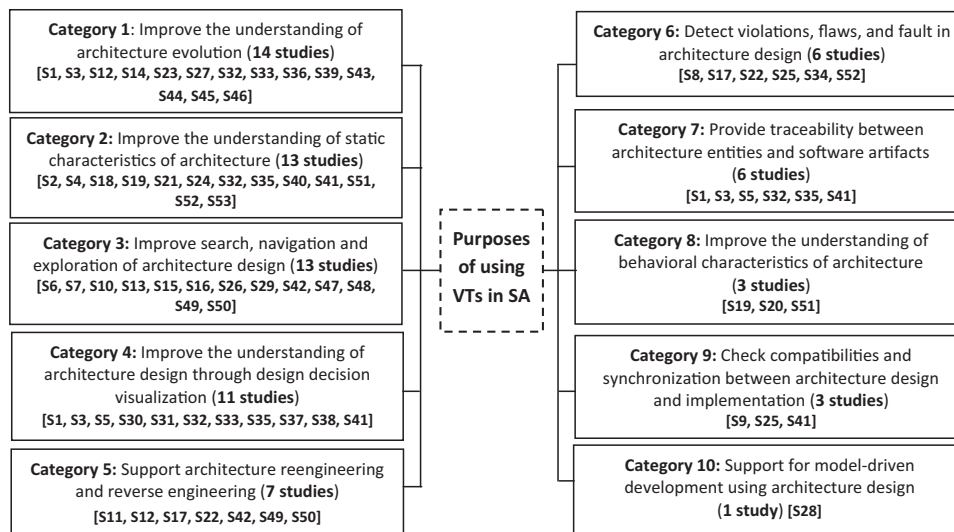 Category 1: Improve the understanding of
architecture evolution (14 studies)
[S1, S3, S12, S14, S23, S27, S32, S33, S36, S39, S43,
S44, S45, S46]
Category 2: Improve the understanding of static
characteristics of architecture (13 studies)
[S2, S4, S18, S19, S21, S24, S32, S35, S40, S41, S51,
S52, S53]
Category 3: Improve search, navigation and
exploration of architecture design (13 studies)
[S6, S7, S10, S13, S15, S16, S26, S29, S42, S47, S48,
S49, S50]
Category 4: Improve the understanding of
architecture design through design decision
visualization (11 studies)
[S1, S3, S5, S30, S31, S32, S33, S35, S37, S38, S41]
Category 5: Support architecture reengineering
and reverse engineering (7 studies)
[S11, S12, S17, S22, S42, S49, S50]
Purposes
of using
VTs in SA
Category 6: Detect violations, flaws, and fault in
architecture design (6 studies)
[S8, S17, S22, S25, S34, S52]
Category 7: Provide traceability between
architecture entities and software artifacts
(6 studies)
[S1, S3, S5, S32, S35, S41]
Category 8: Improve the understanding of
behavioral characteristics of architecture
(3 studies)
[S19, S20, S51]
Category 9: Check compatibilities and
synchronization between architecture design
and implementation (3 studies)
[S9, S25, S41]
Category 10: Support for model-driven
development using architecture design
(1 study) [S28]